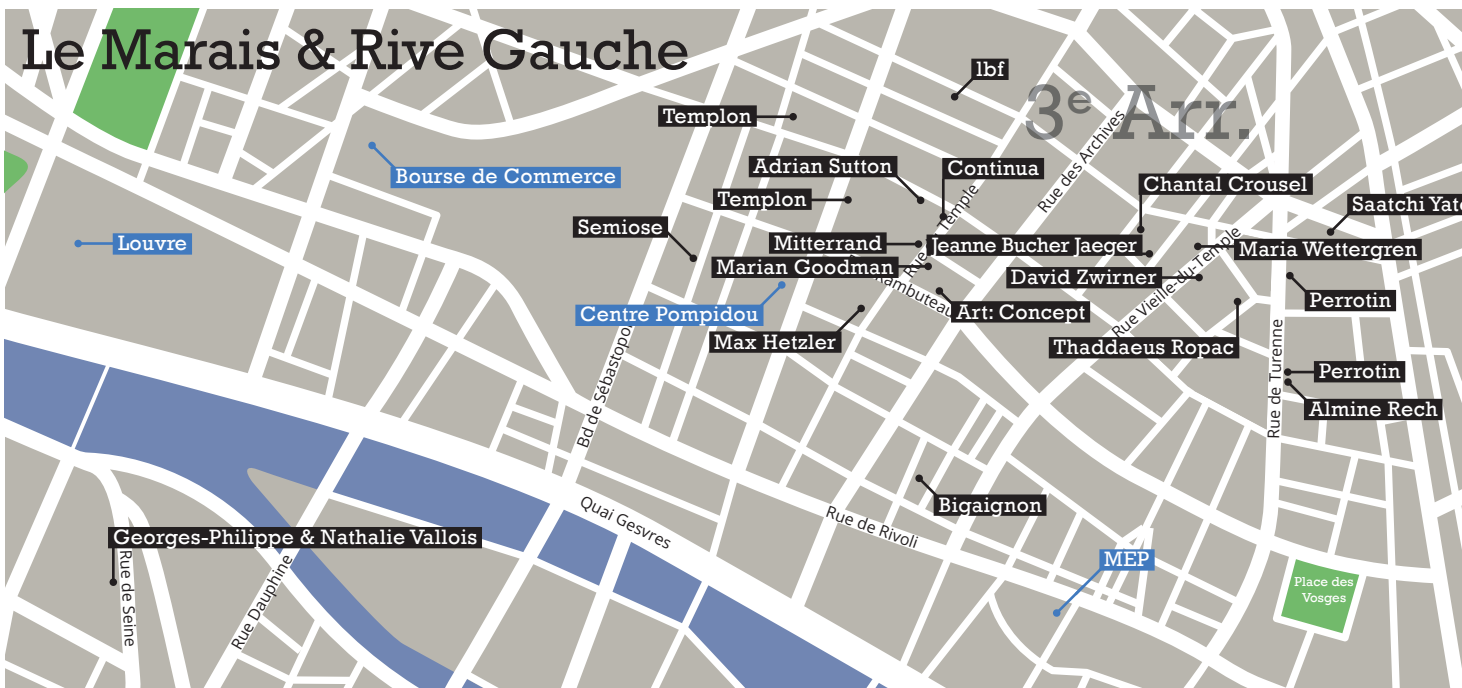 Le Marais & Rive Gauche
lbf
3e Arr.
Templon
Rue des Archives
Bourse de Commerce
Adrian Sutton
Continua
Chantal Crousel
Templon
Saatchi Yate
Semiose
Rue du Temple
Louvre
Mitterrand
Jeanne Bucher Jaeger
Maria Wettergren
Marian Goodman
David Zwirner
Rue Vieille-du-Temple
Rambuteau
Centre Pompidou
Art: Concept
Perrotin
Max Hetzler
Thaddaeus Ropac
Bd de Sébastopol
Rue de Turenne
Perrotin
Almine Rech
Bigaignon
Quai Gesvres
Rue de Rivoli
Georges-Philippe & Nathalie Vallois
MEP
Rue de Seine
Rue Dauphine
Place des
Vosges